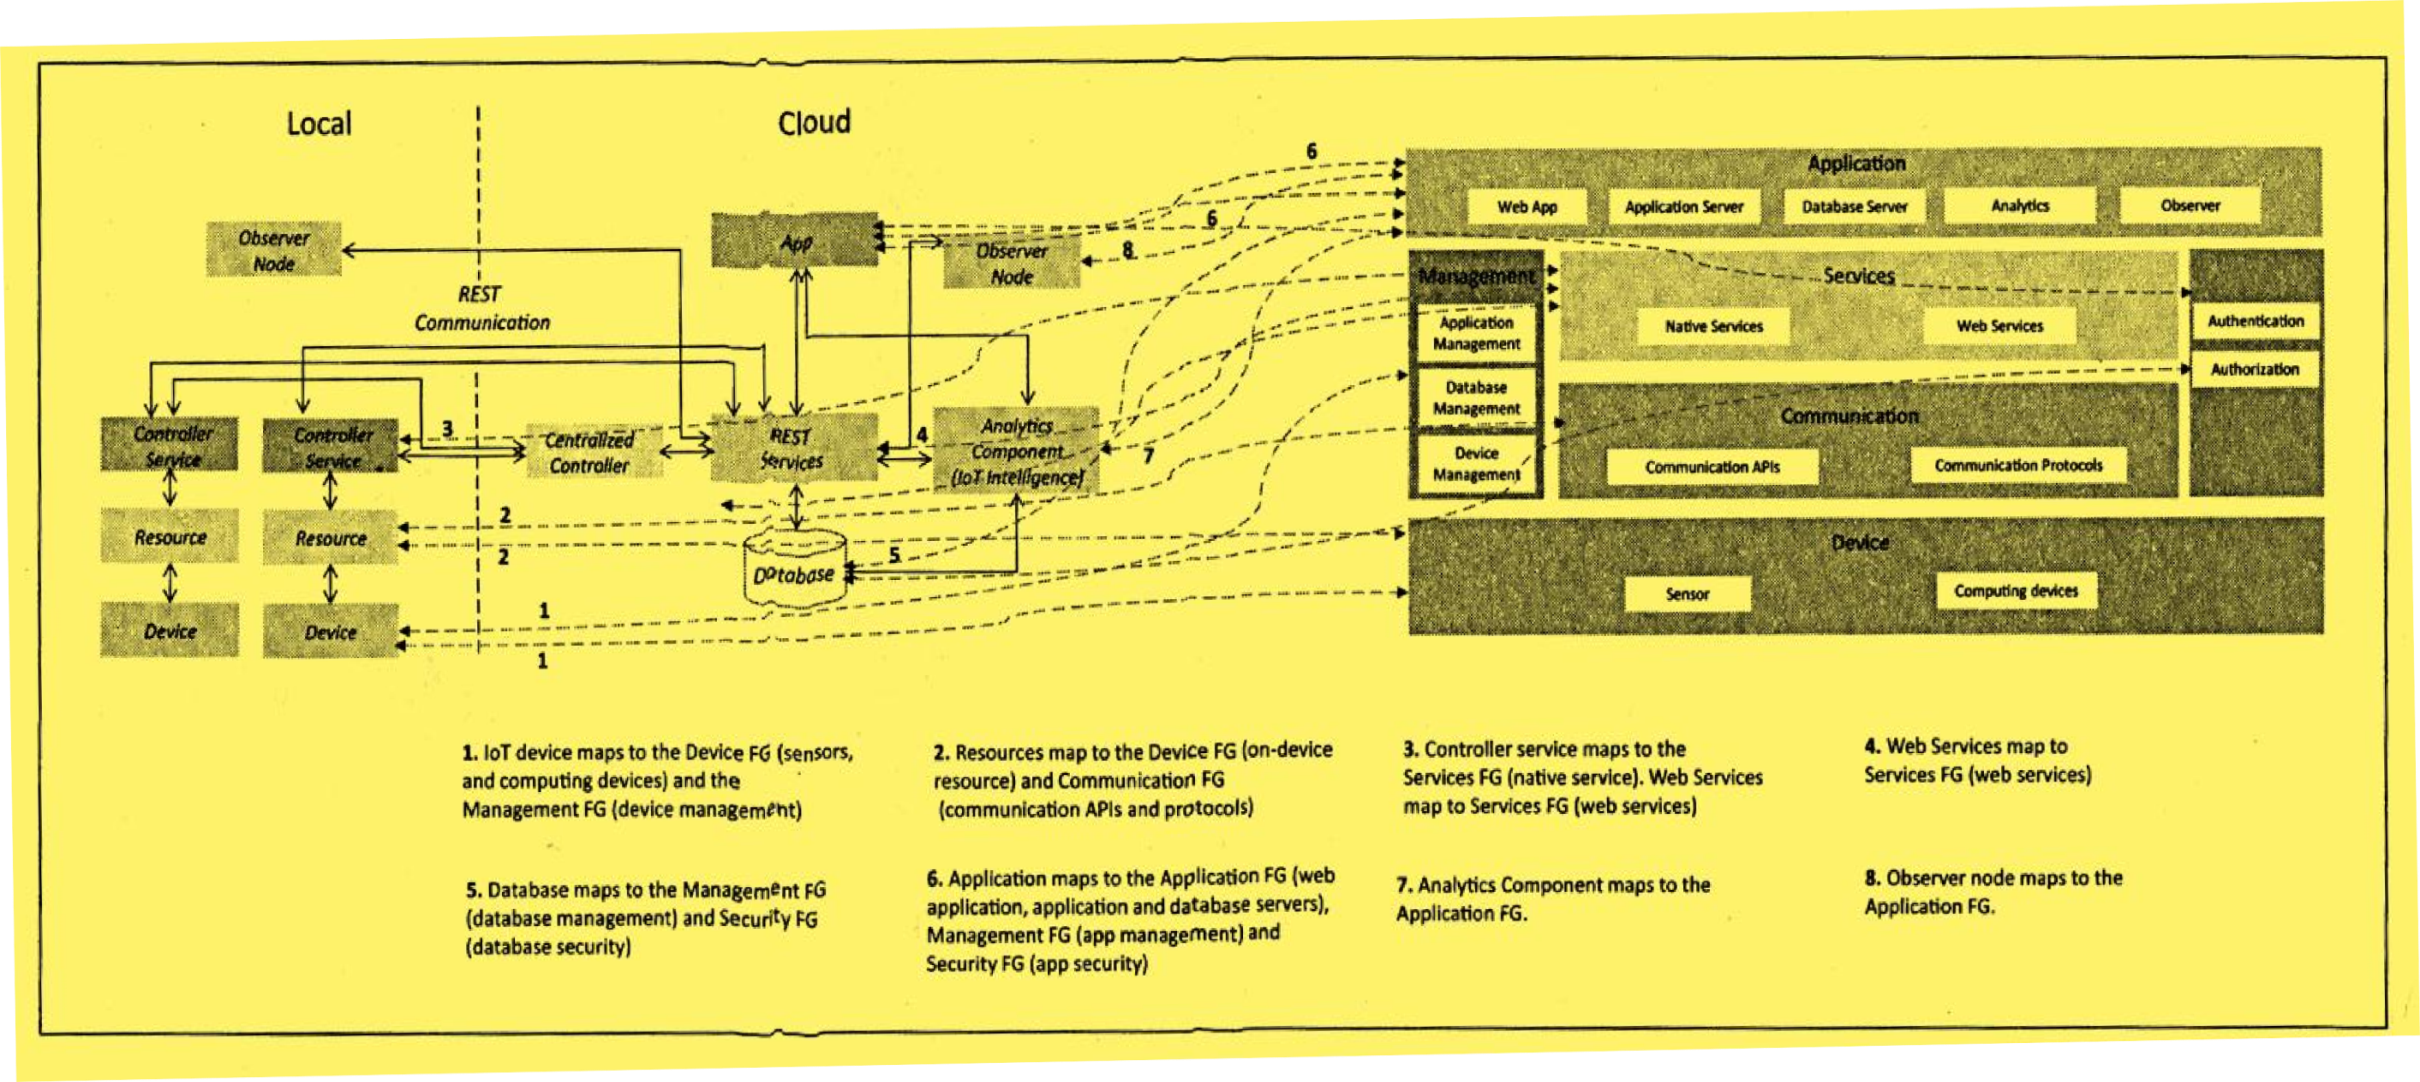 Local
Cloud
Observer
Node
REST
Communication
App
Observer
Node
Controller
Service
Controller
Service
Centralized
Controller
REST
Services
Analytics
Component
(IoT Intelligence)
Resource
Resource
Database
Device
Device
3
4
7
2
2
5
1
1
6
6
8
Application
Web App
Application Server
Database Server
Analytics
Observer
Management
Application
Management
Database
Management
Device
Management
Services
Native Services
Web Services
Authentication
Authorization
Communication
Communication APIs
Communication Protocols
Device
Sensor
Computing devices
1. IoT device maps to the Device FG (sensors,
and computing devices) and the
Management FG (device management)
2. Resources map to the Device FG (on-device
resource) and Communication FG
(communication APIs and protocols)
3. Controller service maps to the
Services FG (native service). Web Services
map to Services FG (web services)
4. Web Services map to
Services FG (web services)
5. Database maps to the Management FG
(database management) and Security FG
(database security)
6. Application maps to the Application FG (web
application, application and database servers),
Management FG (app management) and
Security FG (app security)
7. Analytics Component maps to the
Application FG.
8. Observer node maps to the
Application FG.